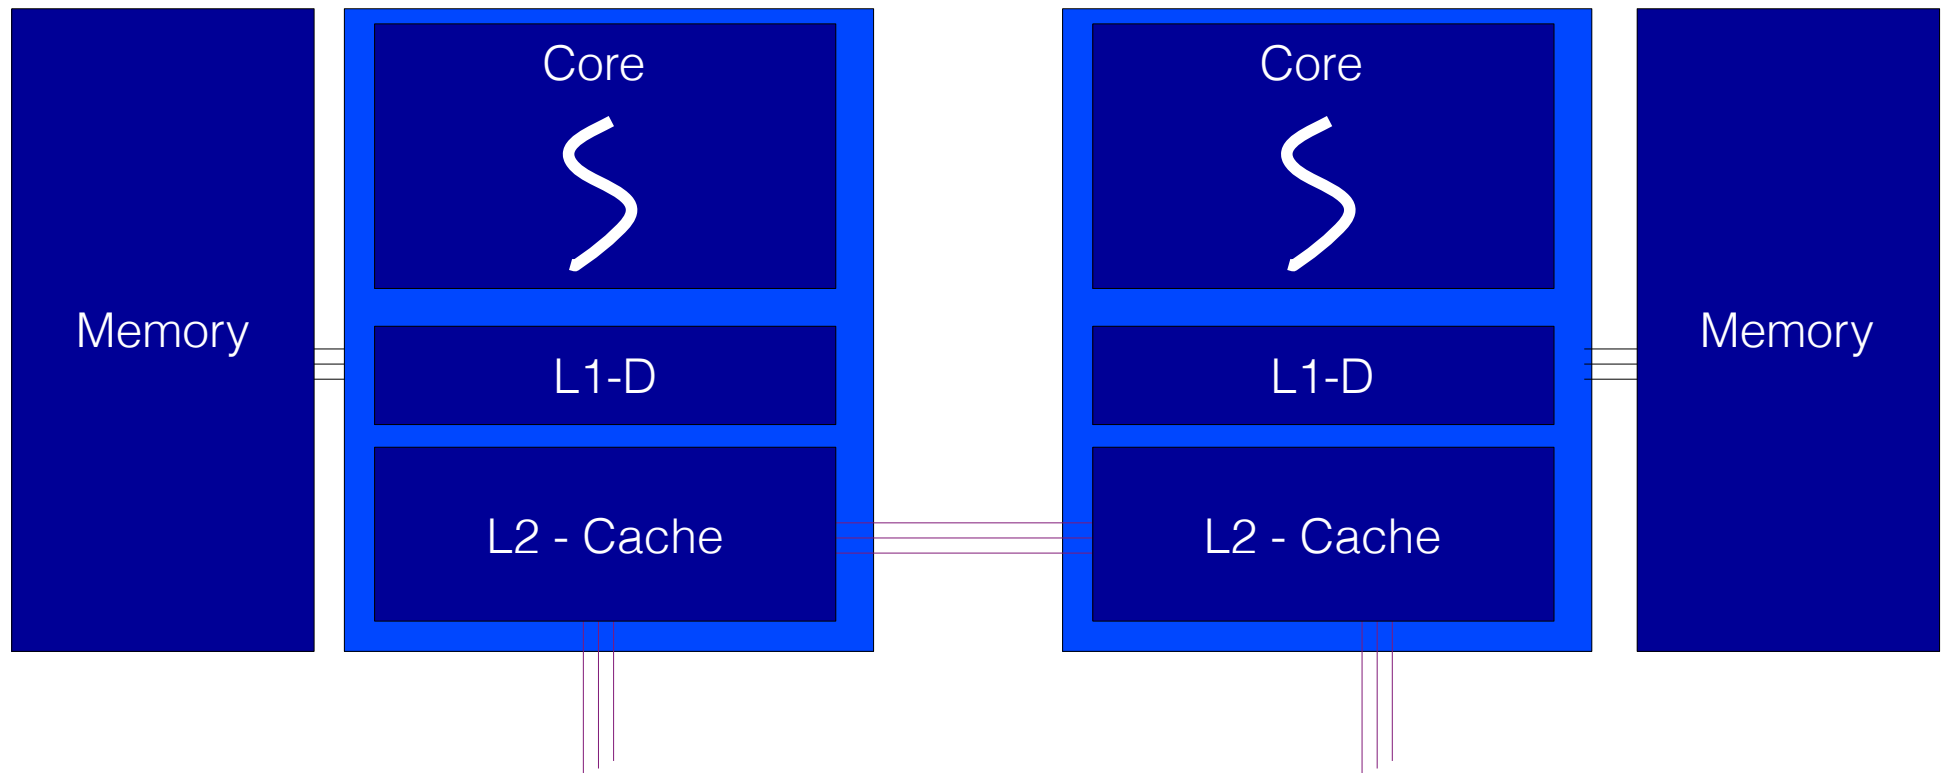 Memory
Core
L1-D
L2 - Cache
Core
L1-D
L2 - Cache
Memory